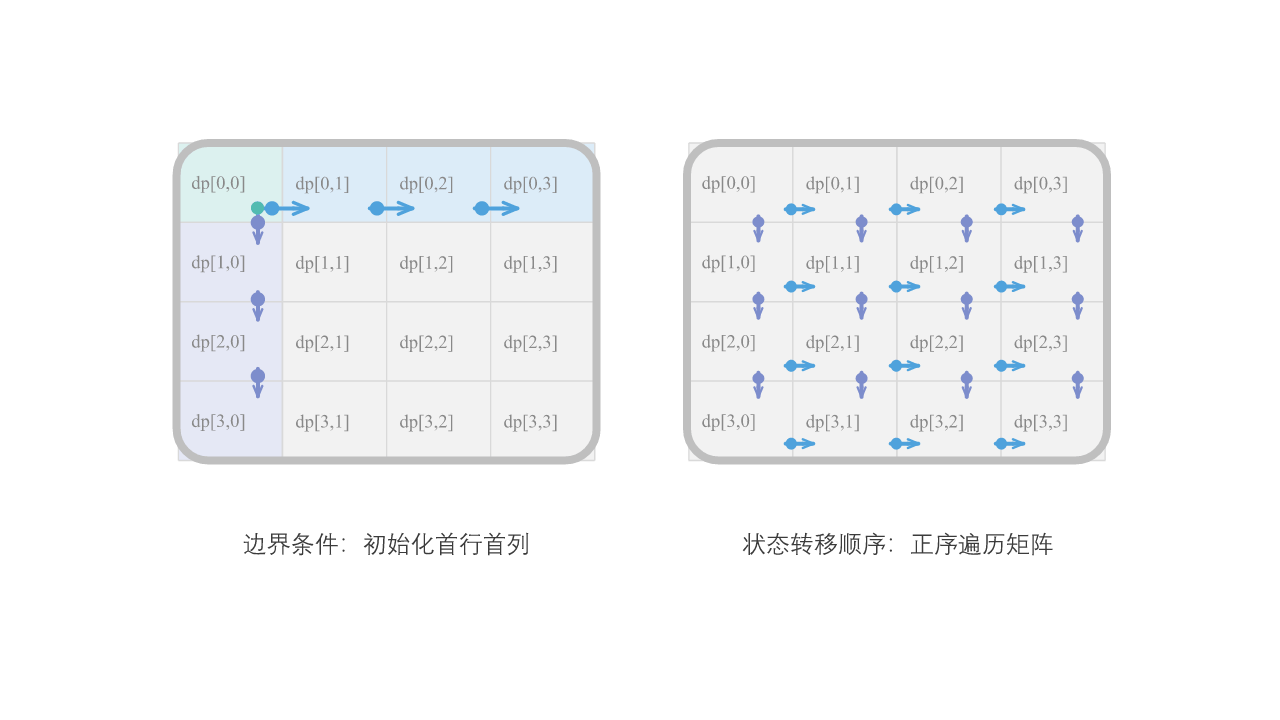 dp[0,0] dp[0,1] dp[0,2] dp[0,3]
dp[1,0] dp[1,1] dp[1,2] dp[1,3]
dp[2,0] dp[2,1] dp[2,2] dp[2,3]
dp[3,0] dp[3,1] dp[3,2] dp[3,3]
边界条件：初始化首行首列
dp[0,0] dp[0,1] dp[0,2] dp[0,3]
dp[1,0] dp[1,1] dp[1,2] dp[1,3]
dp[2,0] dp[2,1] dp[2,2] dp[2,3]
dp[3,0] dp[3,1] dp[3,2] dp[3,3]
状态转移顺序：正序遍历矩阵